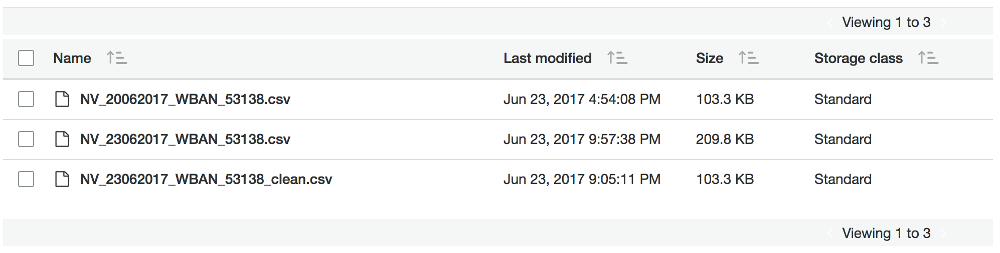 Viewing 1 to 3
Name Last modified Size Storage class
NV_20062017_WBAN_53138.csv Jun 23, 2017 4:54:08 PM 103.3 KB Standard
NV_23062017_WBAN_53138.csv Jun 23, 2017 9:57:38 PM 209.8 KB Standard
NV_23062017_WBAN_53138_clean.csv Jun 23, 2017 9:05:11 PM 103.3 KB Standard
Viewing 1 to 3